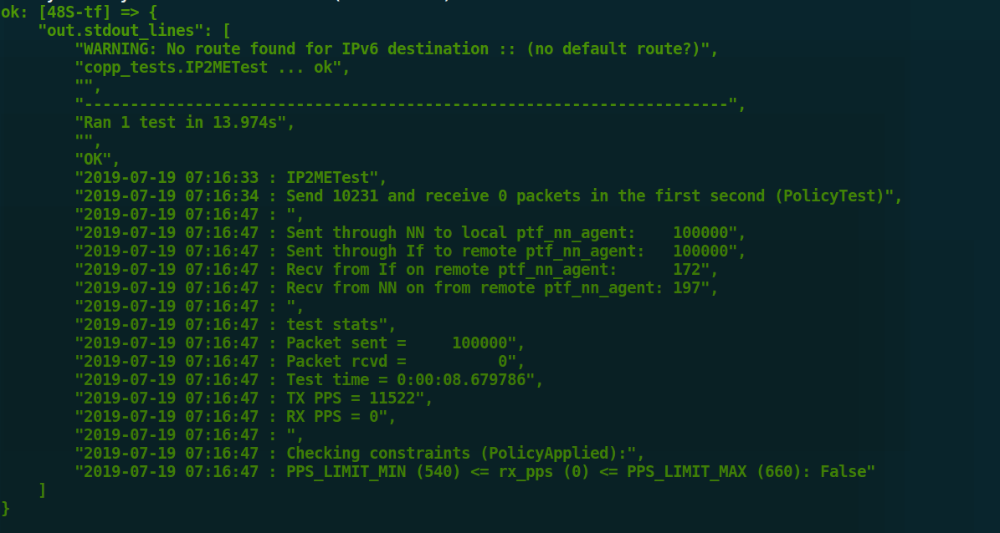 ok: [48S-tf] => {
    "out.stdout_lines": [
        "WARNING: No route found for IPv6 destination :: (no default route?)",
        "copp_tests.IP2METest ... ok",
        "",
        "----------------------------------------------------------------------",
        "Ran 1 test in 13.974s",
        "",
        "OK",
        "2019-07-19 07:16:33 : IP2METest",
        "2019-07-19 07:16:34 : Send 10231 and receive 0 packets in the first second (PolicyTest)",
        "2019-07-19 07:16:47 : ",
        "2019-07-19 07:16:47 : Sent through NN to local ptf_nn_agent:    100000",
        "2019-07-19 07:16:47 : Sent through If to remote ptf_nn_agent:   100000",
        "2019-07-19 07:16:47 : Recv from If on remote ptf_nn_agent:      172",
        "2019-07-19 07:16:47 : Recv from NN on from remote ptf_nn_agent: 197",
        "2019-07-19 07:16:47 : ",
        "2019-07-19 07:16:47 : test stats",
        "2019-07-19 07:16:47 : Packet sent =     100000",
        "2019-07-19 07:16:47 : Packet rcvd =          0",
        "2019-07-19 07:16:47 : Test time = 0:00:08.679786",
        "2019-07-19 07:16:47 : TX PPS = 11522",
        "2019-07-19 07:16:47 : RX PPS = 0",
        "2019-07-19 07:16:47 : ",
        "2019-07-19 07:16:47 : Checking constraints (PolicyApplied):",
        "2019-07-19 07:16:47 : PPS_LIMIT_MIN (540) <= rx_pps (0) <= PPS_LIMIT_MAX (660): False"
    ]
}